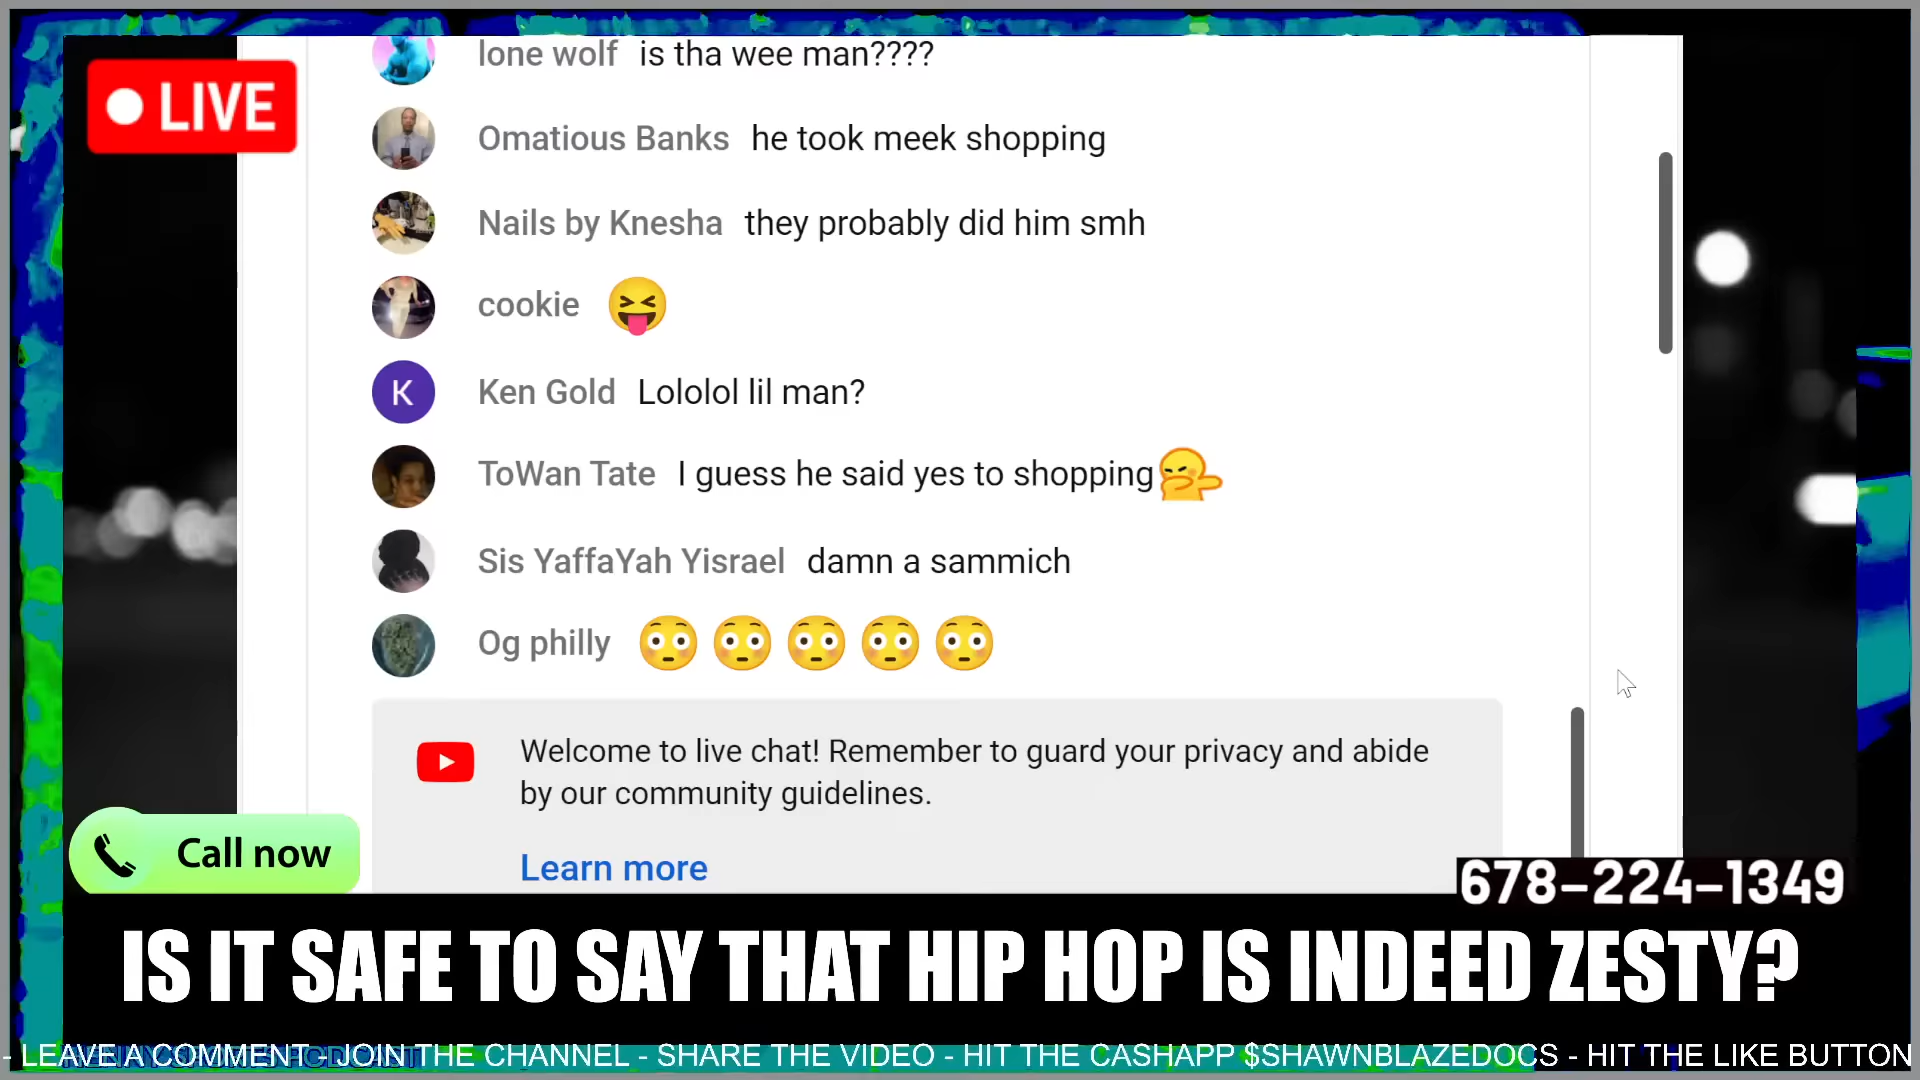 lone wolf is tha wee man????
LIVE
Omatious Banks he took meek shopping
Nails by Knesha they probably did him smh
cookie 😝
K Ken Gold Lololol lil man?
ToWan Tate I guess he said yes to shopping
Sis YaffaYah Yisrael damn a sammich
Og philly 😳 😳 😳 😳 😳
Welcome to live chat! Remember to guard your privacy and abide
by our community guidelines.
Learn more
Call now
678-224-1349
IS IT SAFE TO SAY THAT HIP HOP IS INDEED ZESTY?
- LEAVE A COMMENT - JOIN THE CHANNEL - SHARE THE VIDEO - HIT THE CASHAPP $SHAWNBLAZEDOCS - HIT THE LIKE BUTTON